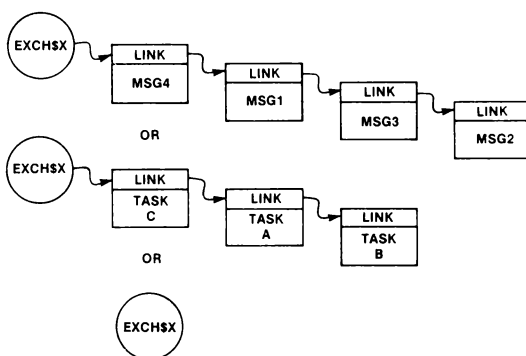 EXCH$X
LINK
MSG4
LINK
MSG1
LINK
MSG3
LINK
MSG2
OR
EXCH$X
LINK
TASK
C
LINK
TASK
A
LINK
TASK
B
OR
EXCH$X